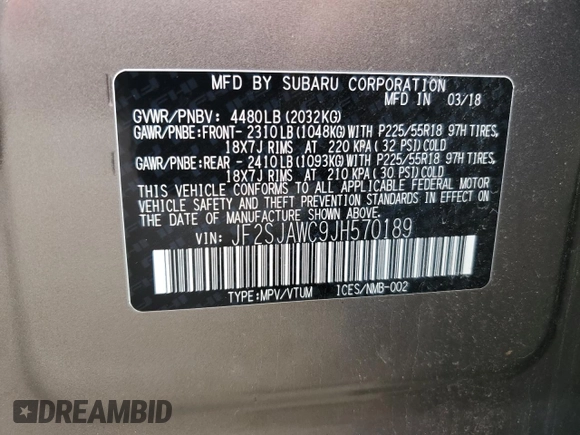 MFD BY SUBARU CORPORATION
MFD IN 03/18
GVWR/PNBV: 4480LB(2032KG)
GAWR/PNBE:FRONT- 2310LB(1048KG)WITH P225/55R18 97H TIRES,
18X7J RIMS AT 220 KPA(32 PSI)COLD
GAWR/PNBE:REAR - 2410LB(1093KG)WITH P225/55R18 97H TIRES,
18X7J RIMS AT 210 KPA(30 PSI)COLD
THIS VEHICLE CONFORMS TO ALL APPLICABLE FEDERAL MOTOR
VEHICLE SAFETY AND THEFT PREVENTION STANDARDS IN EFFECT
ON THE DATE OF MANUFACTURE SHOWN ABOVE.
VIN: JF2SJAWC9JH570189
TYPE:MPV/VTUM ICES/NMB-002
DREAMBID